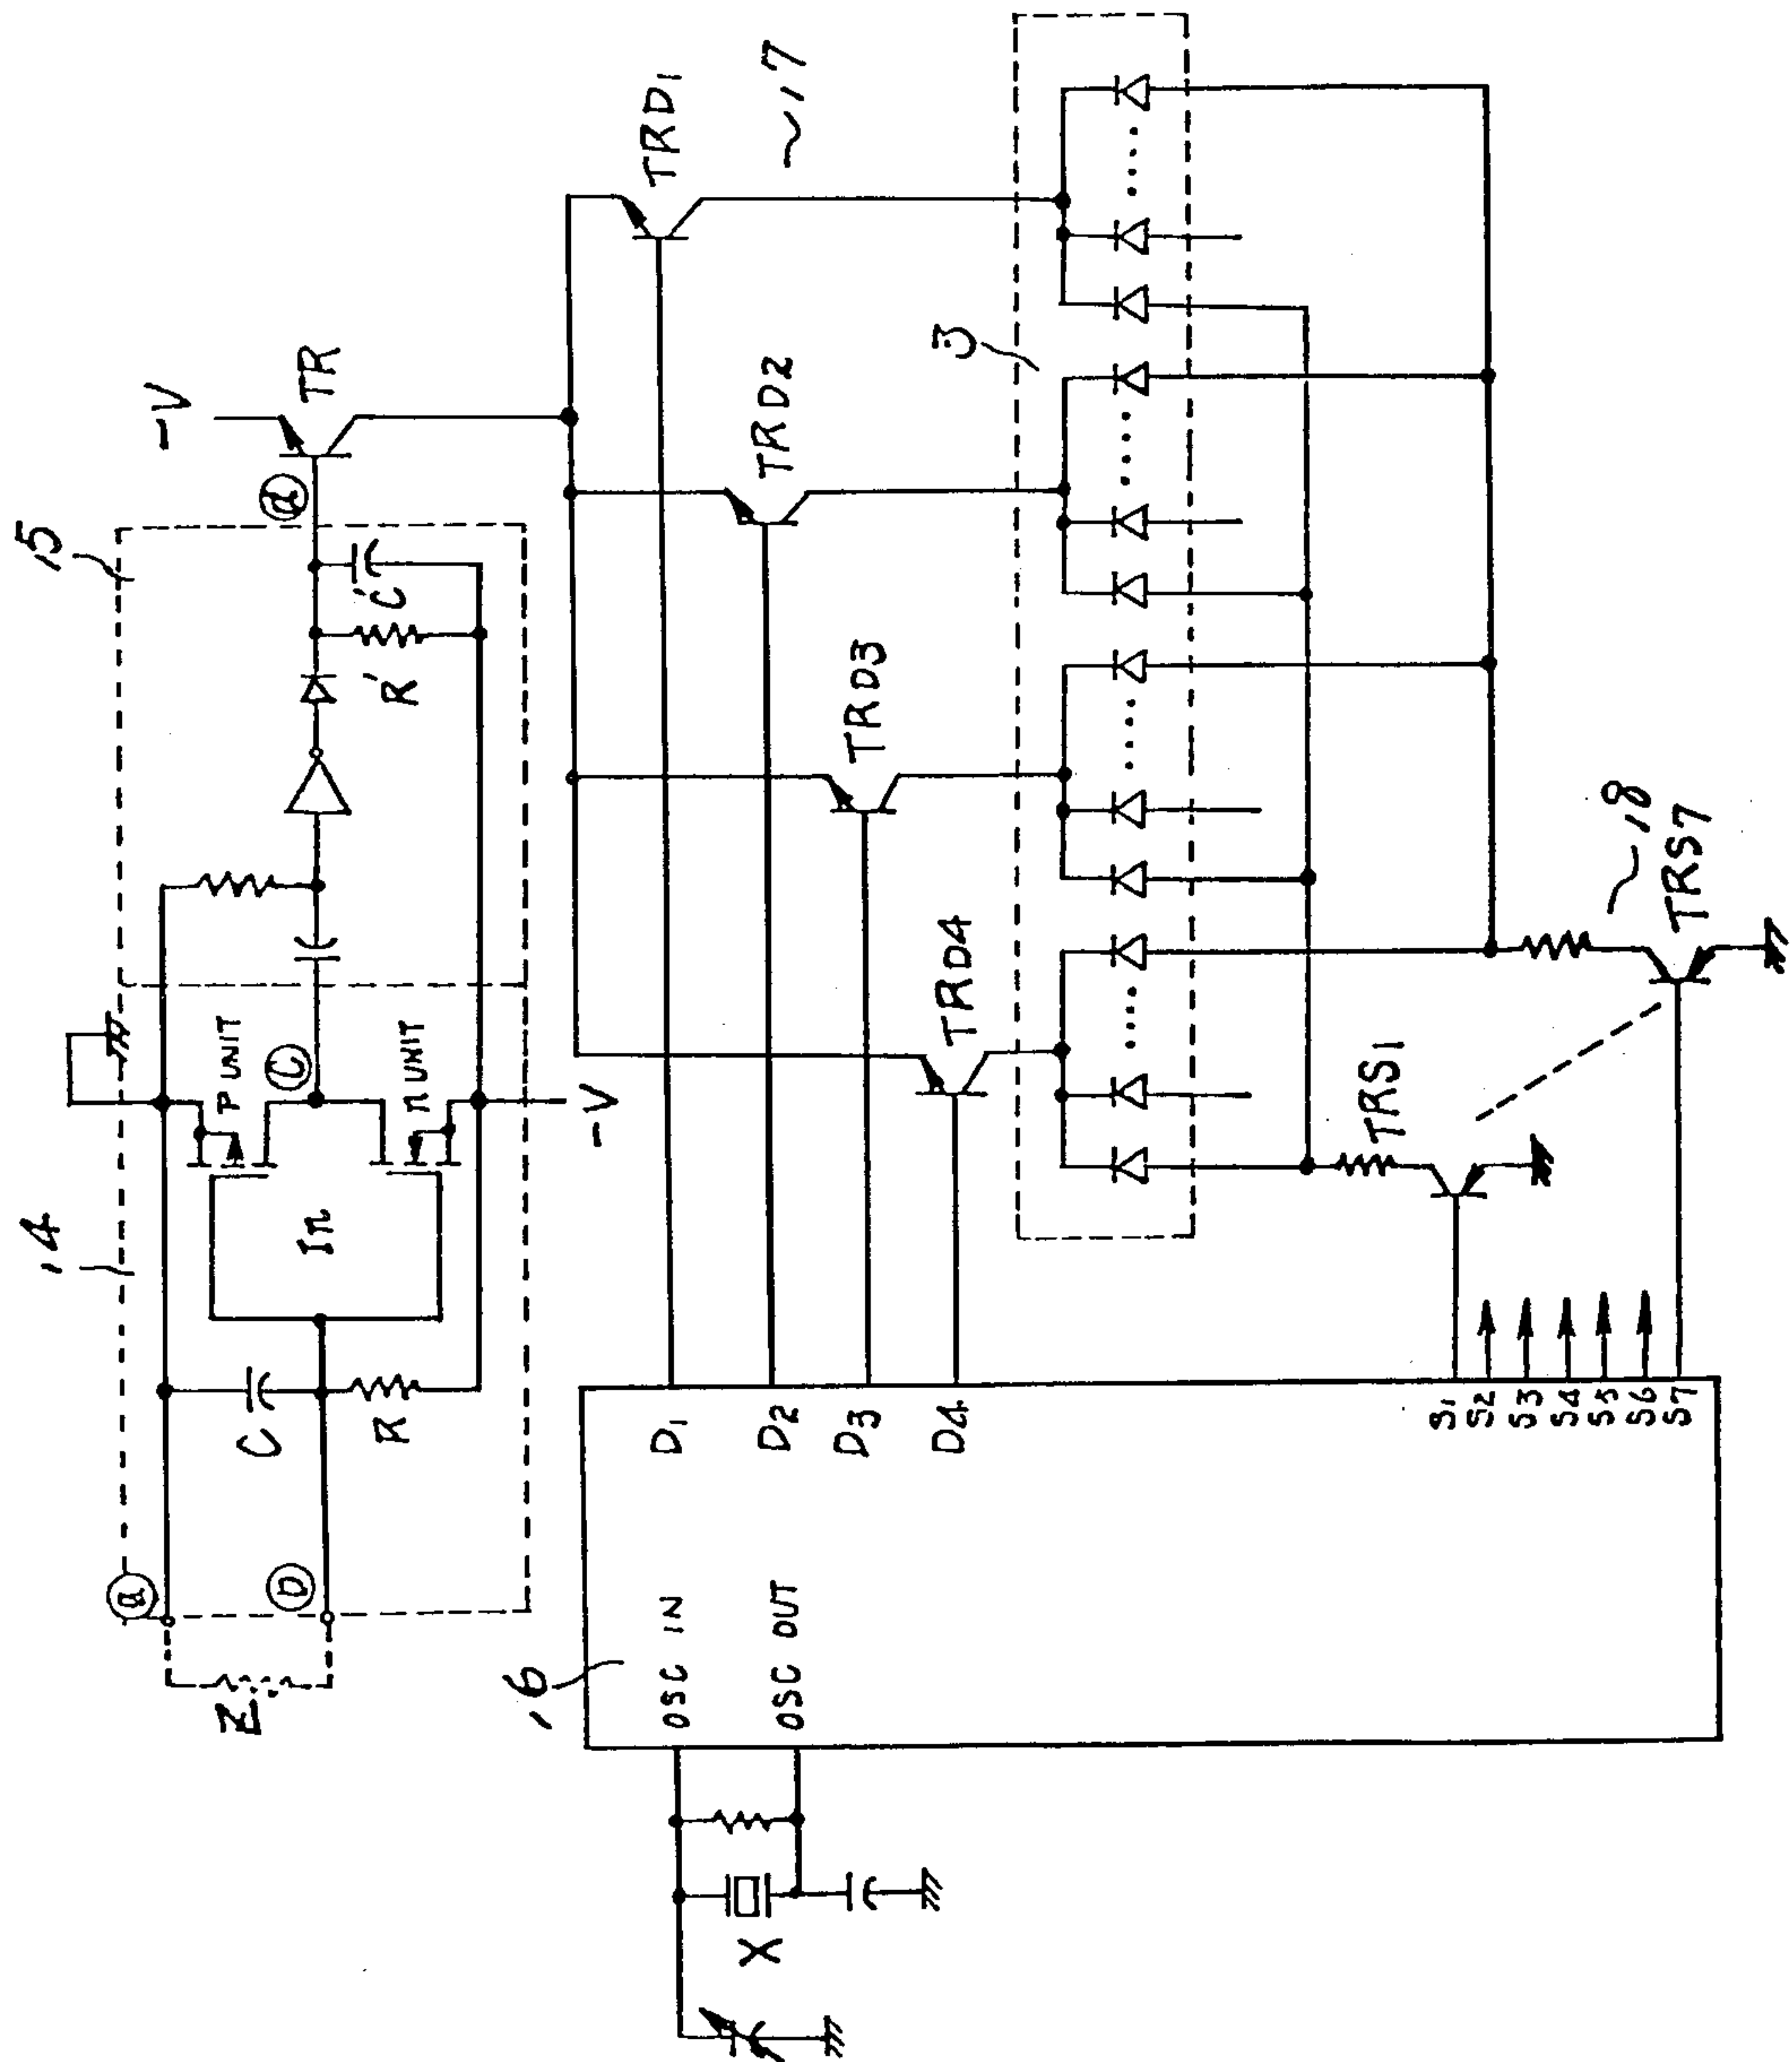 14
15
a
b
c
d
Z
C
R
In
P UNIT
n UNIT
-V
R'
C'
-V
TR
16
OSC IN
OSC OUT
X
D1
D2
D3
D4
S1
S2
S3
S4
S5
S6
S7
TRD1
TRD2
TRD3
TRD4
17
3
TRS1
18
TRS7